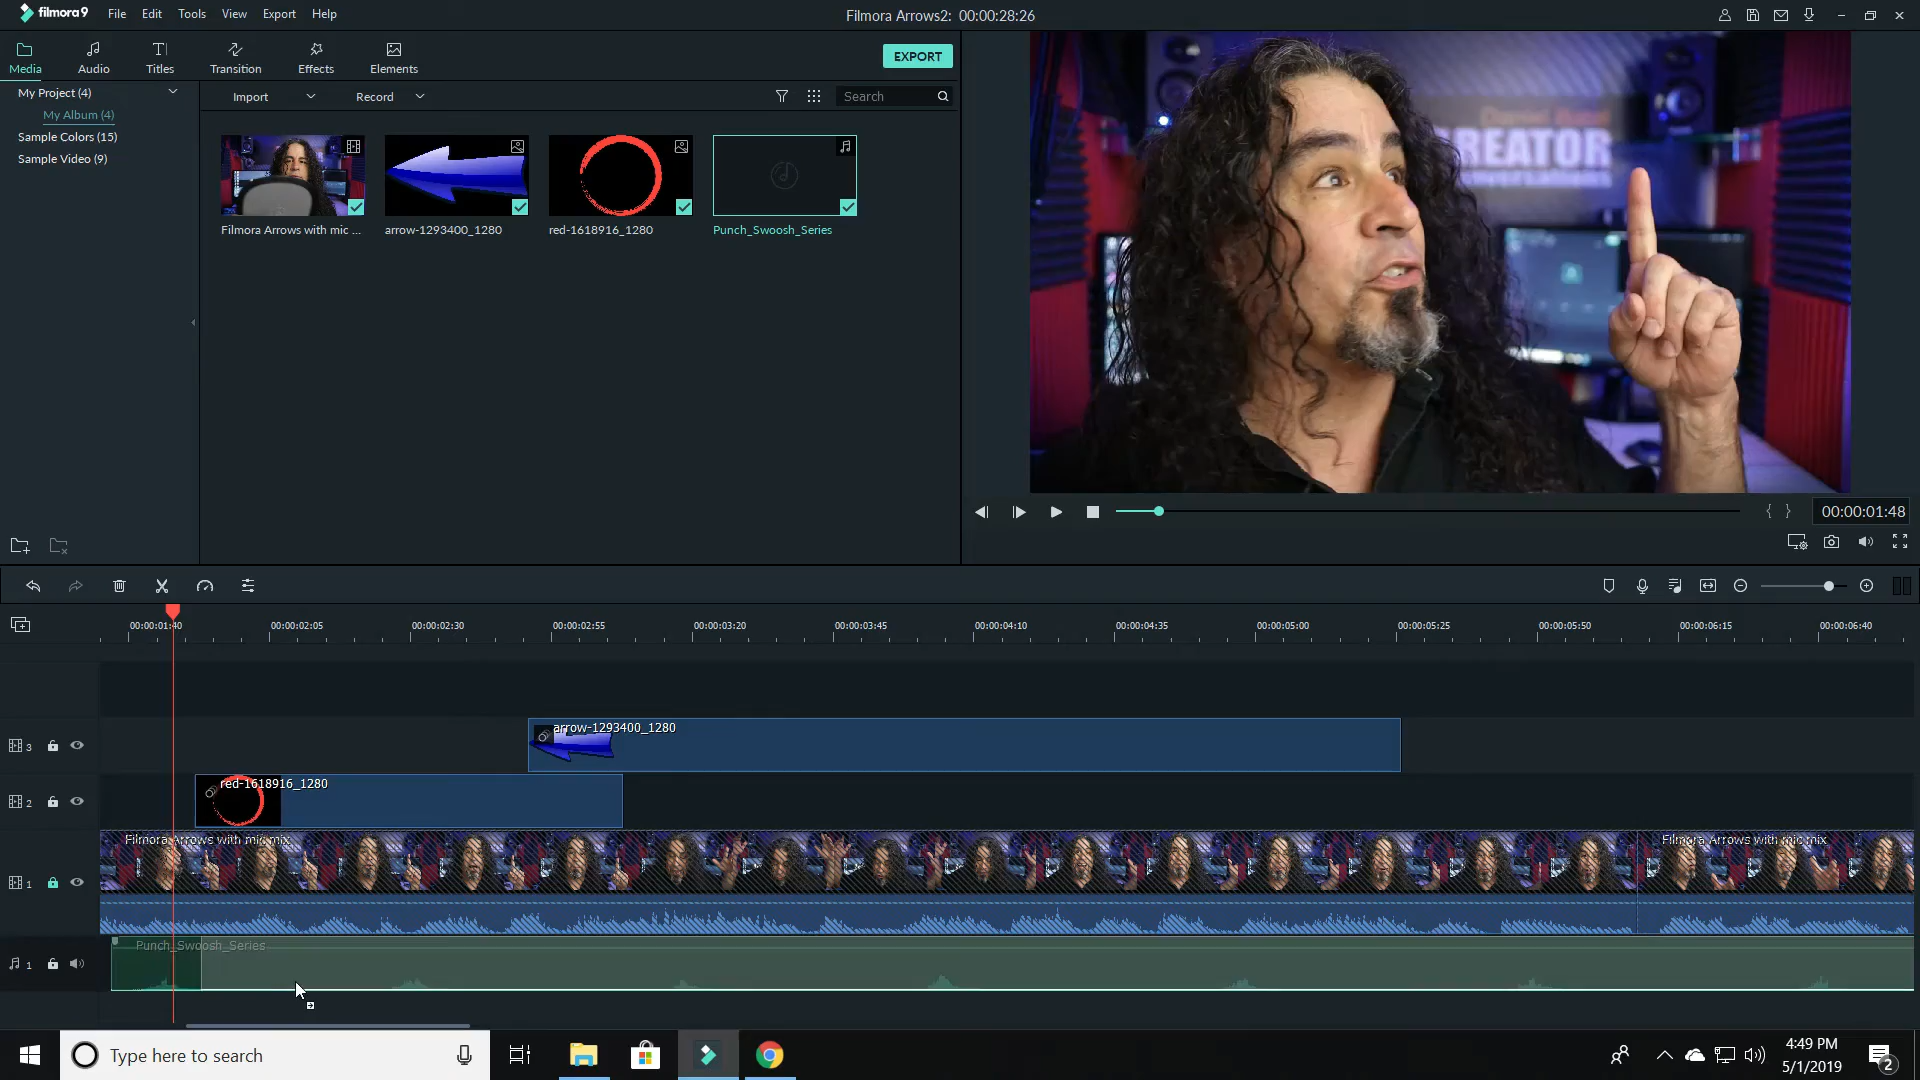 filmora9 File Edit Tools View Export Help
Filmora Arrows2: 00:00:28:26
Media Audio Titles Transition Effects Elements
EXPORT
My Project (4)
My Album (4)
Sample Colors (15)
Sample Video (9)
Import Record
Search
Filmora Arrows with mic ... arrow-1293400_1280 red-1618916_1280 Punch_Swoosh_Series
CREATOR
{ } 00:00:01:48
00:00:01:40 00:00:02:05 00:00:02:30 00:00:02:55 00:00:03:20 00:00:03:45 00:00:04:10 00:00:04:35 00:00:05:00 00:00:05:25 00:00:05:50 00:00:06:15 00:00:06:40
3 arrow-1293400_1280
2 red-1618916_1280
Filmora Arrows with mic mix Filmora Arrows with mic mix
1
Punch_Swoosh_Series
1
Type here to search
4:49 PM
5/1/2019
2